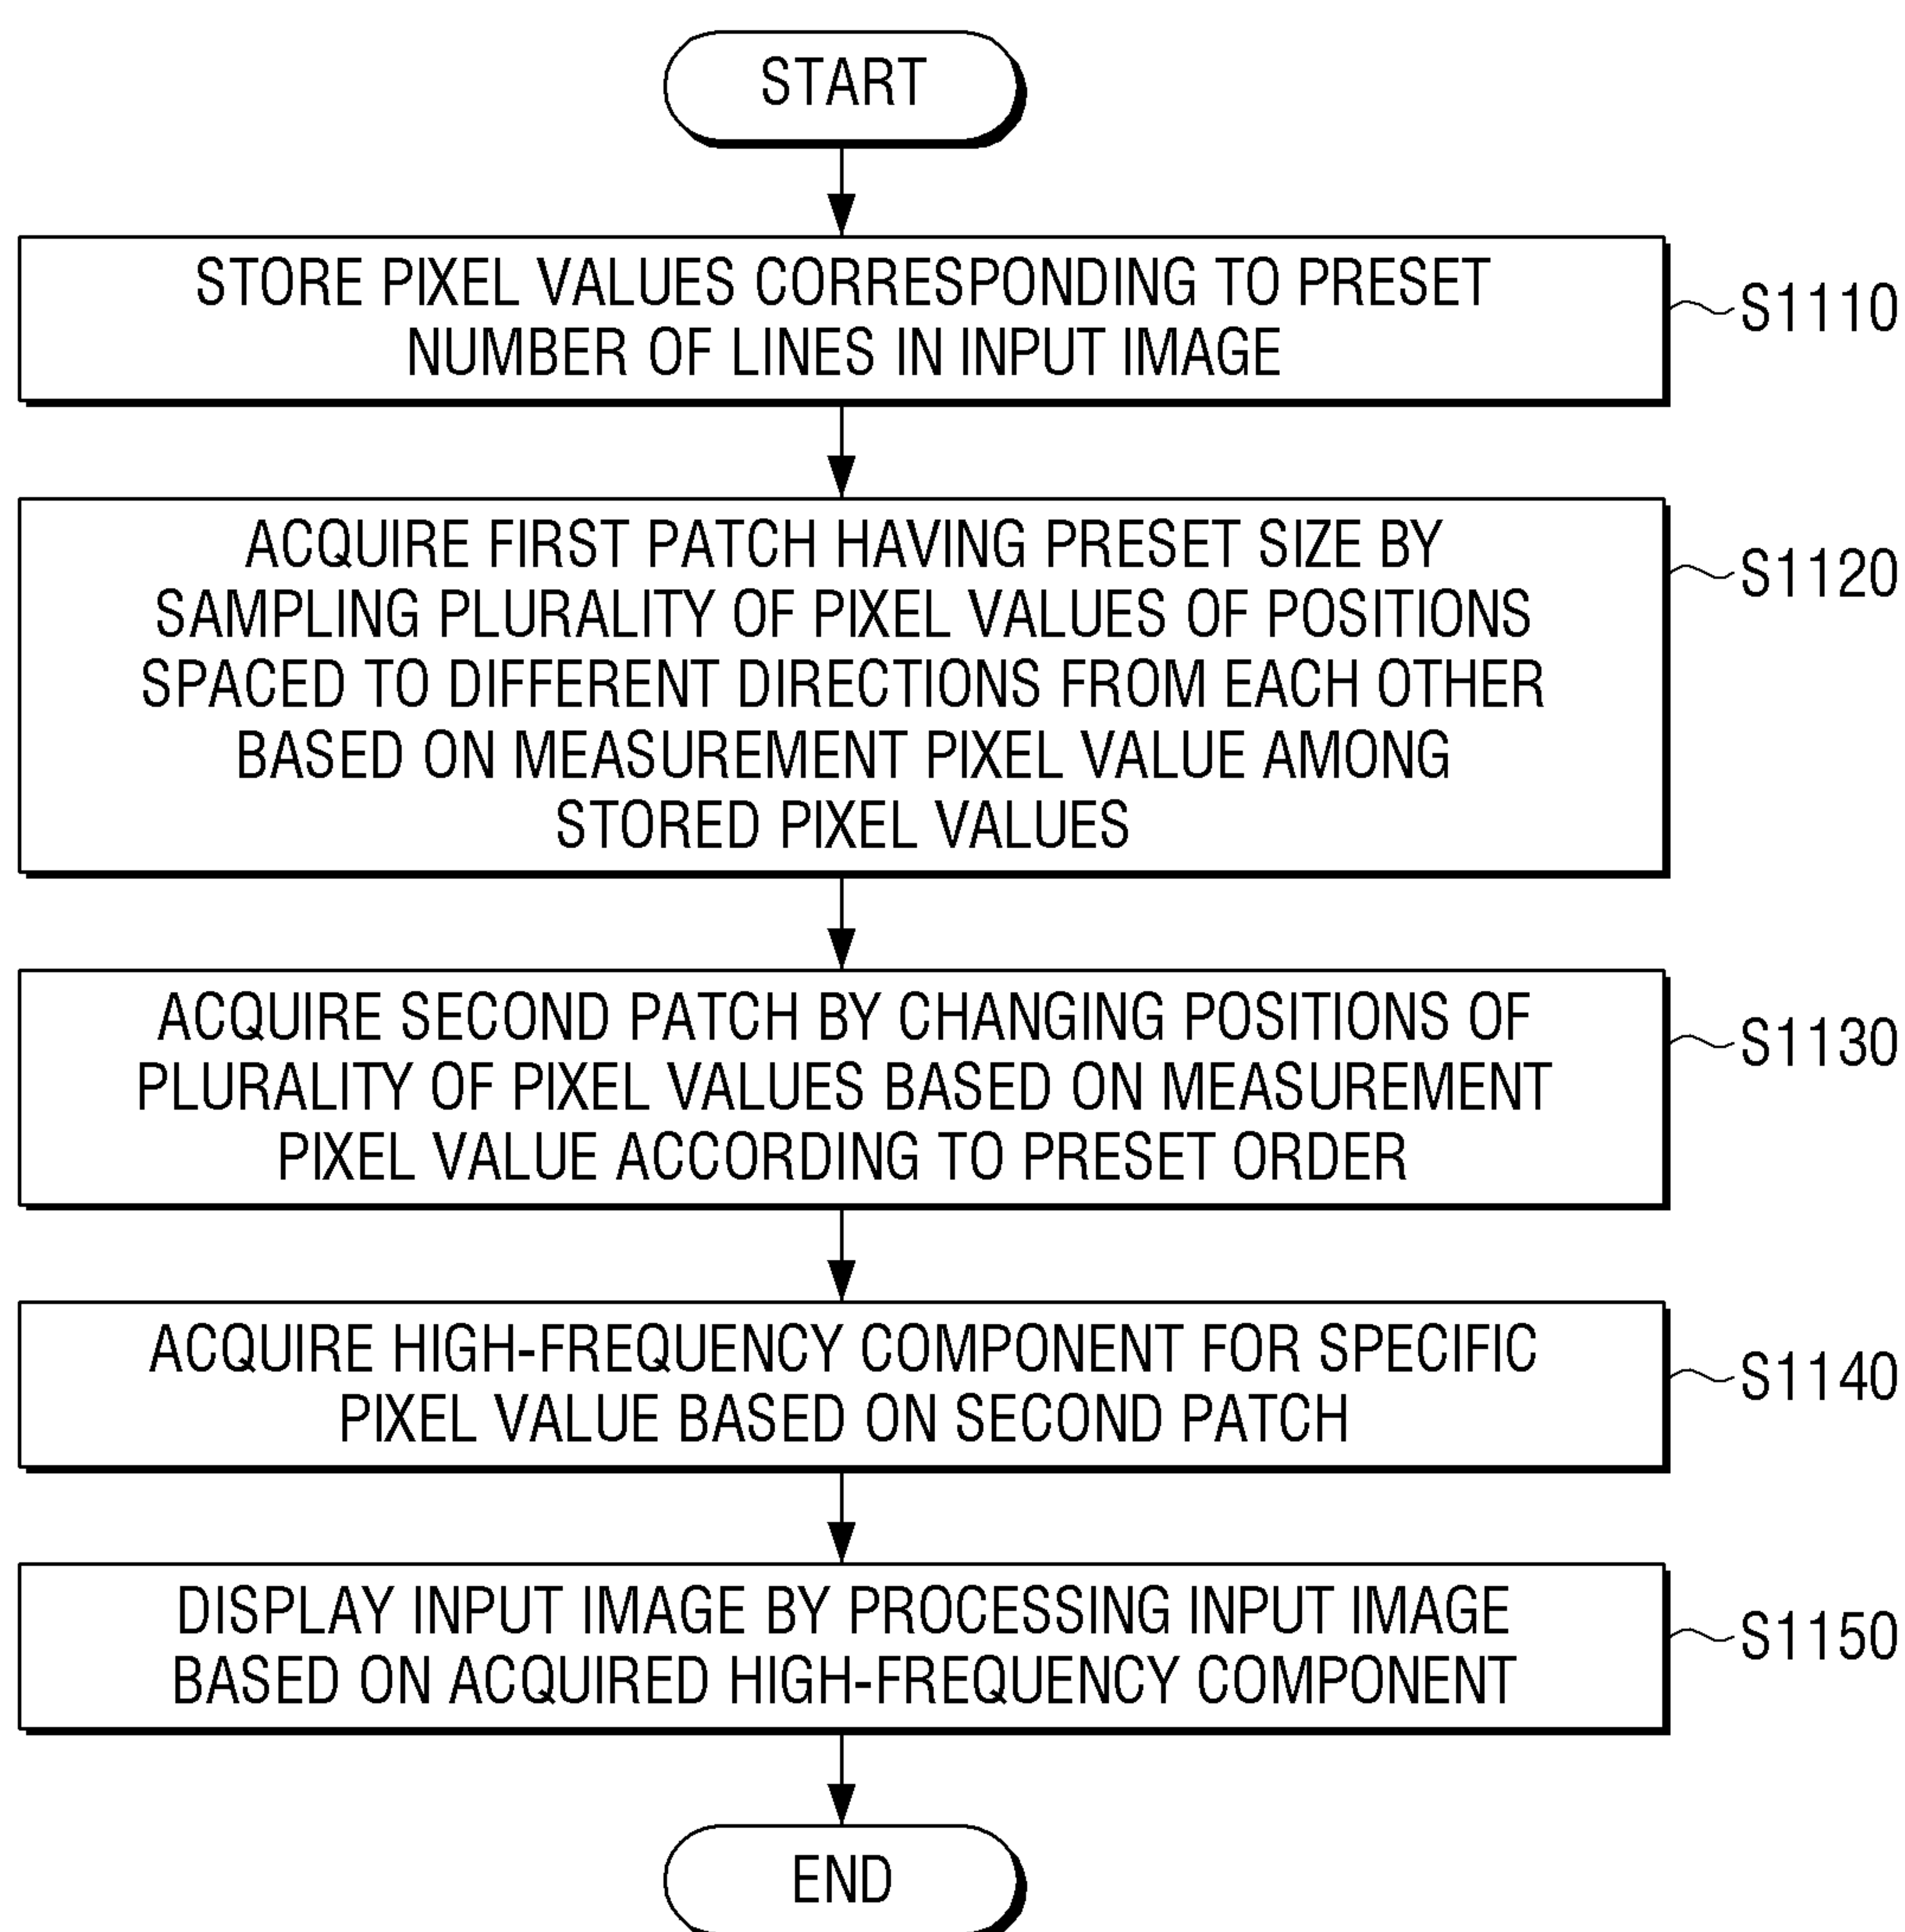 START
STORE PIXEL VALUES CORRESPONDING TO PRESET
NUMBER OF LINES IN INPUT IMAGE
S1110
ACQUIRE FIRST PATCH HAVING PRESET SIZE BY
SAMPLING PLURALITY OF PIXEL VALUES OF POSITIONS
SPACED TO DIFFERENT DIRECTIONS FROM EACH OTHER
BASED ON MEASUREMENT PIXEL VALUE AMONG
STORED PIXEL VALUES
S1120
ACQUIRE SECOND PATCH BY CHANGING POSITIONS OF
PLURALITY OF PIXEL VALUES BASED ON MEASUREMENT
PIXEL VALUE ACCORDING TO PRESET ORDER
S1130
ACQUIRE HIGH-FREQUENCY COMPONENT FOR SPECIFIC
PIXEL VALUE BASED ON SECOND PATCH
S1140
DISPLAY INPUT IMAGE BY PROCESSING INPUT IMAGE
BASED ON ACQUIRED HIGH-FREQUENCY COMPONENT
S1150
END